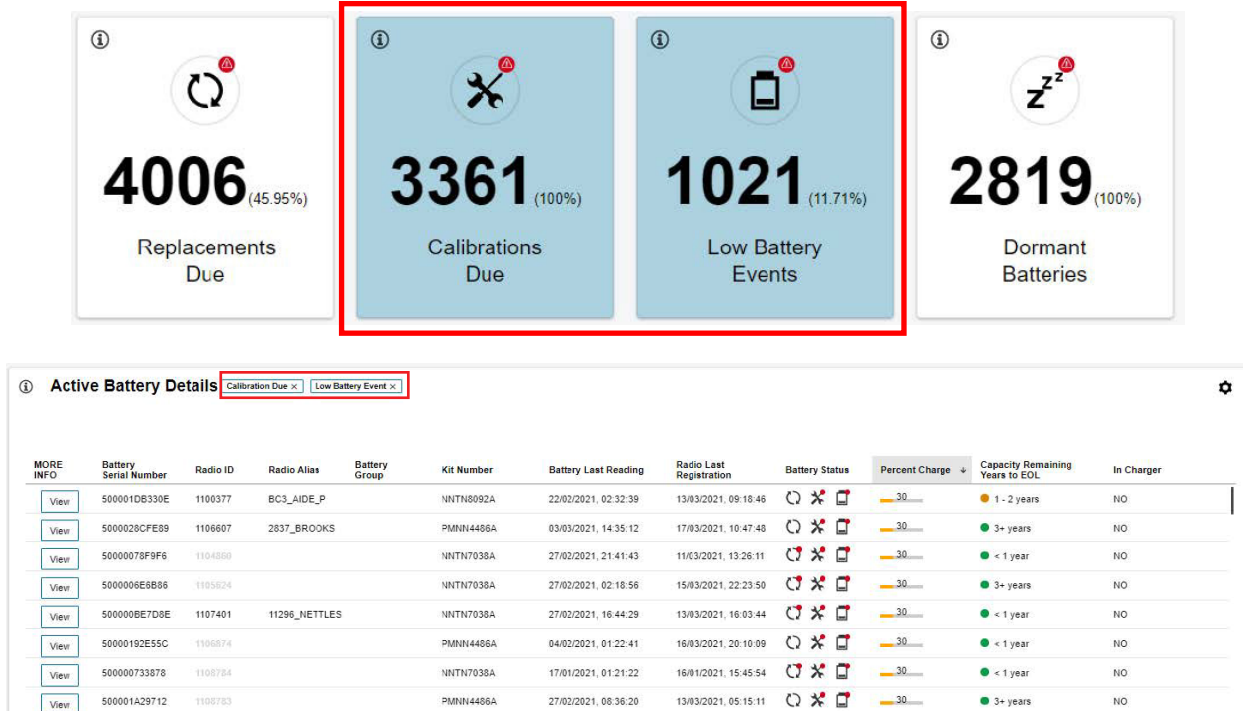 4006 (45.95%)
Replacements
Due
3361 (100%)
Calibrations
Due
1021 (11.71%)
Low Battery
Events
2819 (100%)
Dormant
Batteries
Active Battery Details Calibration Due × Low Battery Event ×
MORE INFO Battery Serial Number Radio ID Radio Alias Battery Group Kit Number Battery Last Reading Radio Last Registration Battery Status Percent Charge Capacity Remaining Years to EOL In Charger
View 500001DB330E 1100377 BC3_AIDE_P NNTN8092A 22/02/2021, 02:32:39 13/03/2021, 09:18:46 30 1 - 2 years NO
View 5000028CFE89 1106607 2837_BROOKS PMNN4486A 03/03/2021, 14:35:12 17/03/2021, 10:47:48 30 3+ years NO
View 50000078F9F6 1104860 NNTN7038A 27/02/2021, 21:41:43 11/03/2021, 13:26:11 30 < 1 year NO
View 5000006E6B86 1105624 NNTN7038A 27/02/2021, 02:18:56 15/03/2021, 22:23:50 30 3+ years NO
View 500000BE7D8E 1107401 11296_NETTLES NNTN7038A 27/02/2021, 16:44:29 13/03/2021, 16:03:44 30 < 1 year NO
View 50000192E55C 1106874 PMNN4486A 04/02/2021, 01:22:41 16/03/2021, 20:10:09 30 < 1 year NO
View 500000733878 1108784 NNTN7038A 17/01/2021, 01:21:22 16/01/2021, 15:45:54 30 < 1 year NO
View 500001A29712 1108783 PMNN4486A 27/02/2021, 08:36:20 13/03/2021, 05:15:11 30 3+ years NO